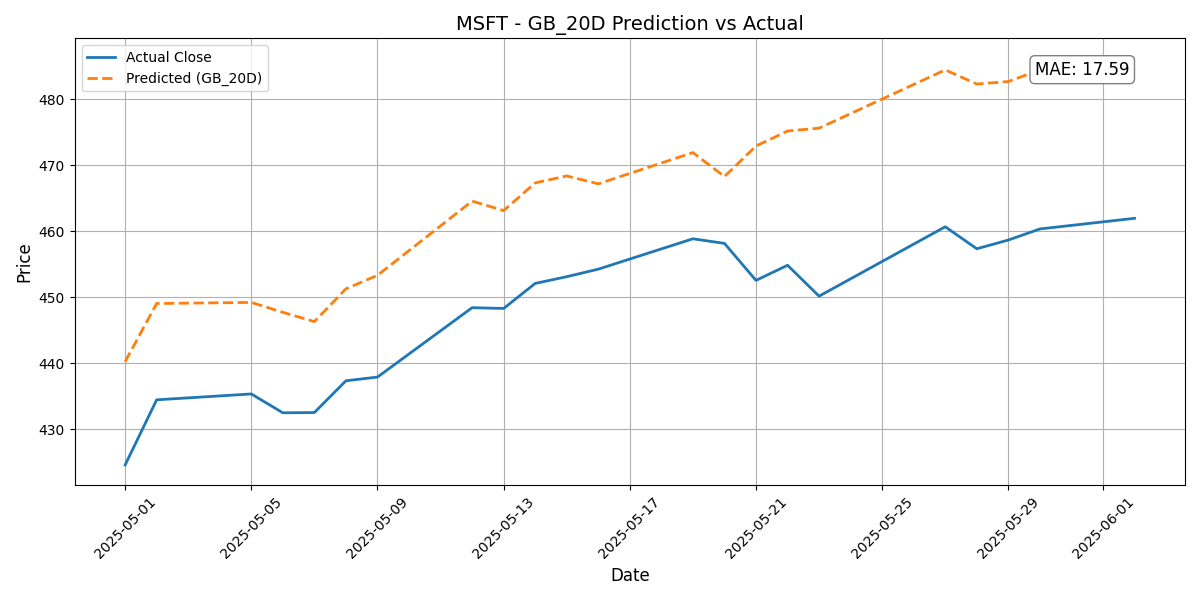 MSFT - GB_20D Prediction vs Actual
Actual Close
Predicted (GB_20D)
MAE: 17.59
480
470
460
450
440
430
Price
2025-05-01
2025-05-05
2025-05-09
2025-05-13
2025-05-17
2025-05-21
2025-05-25
2025-05-29
2025-06-01
Date